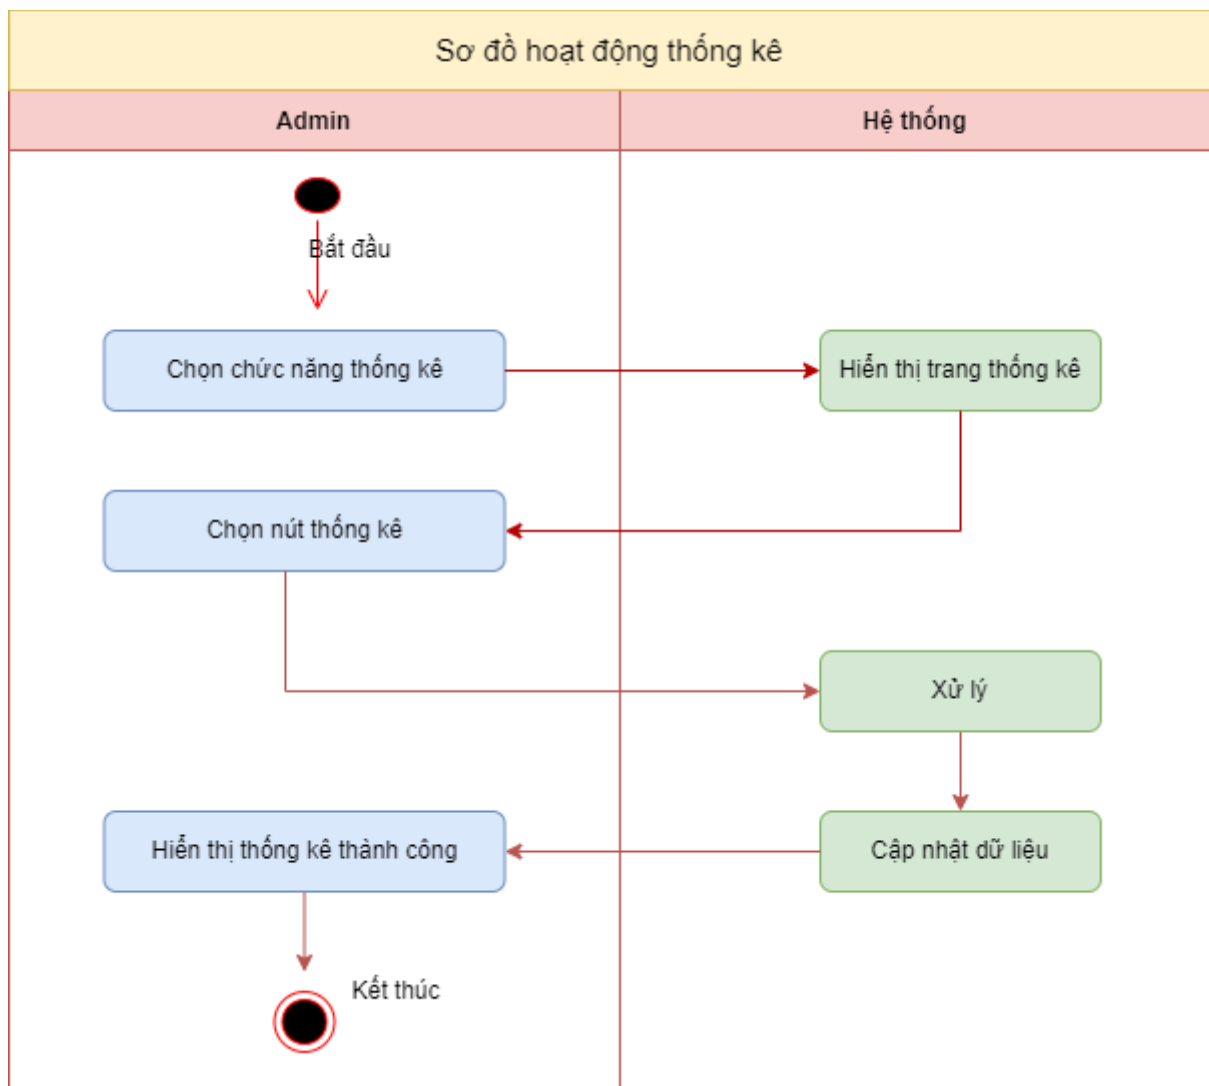 Sơ đồ hoạt động thống kê
Admin
Hệ thống
Bắt đầu
Chọn chức năng thống kê
Hiển thị trang thống kê
Chọn nút thống kê
Xử lý
Hiển thị thống kê thành công
Cập nhật dữ liệu
Kết thúc